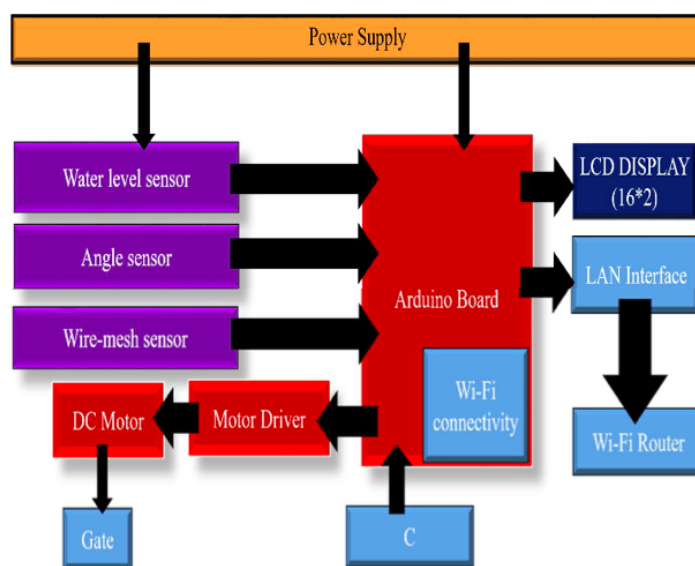 Power Supply
Water level sensor
LCD DISPLAY
(16*2)
Angle sensor
LAN Interface
Arduino Board
Wire-mesh sensor
Wi-Fi
connectivity
DC Motor
Motor Driver
Wi-Fi Router
Gate
C